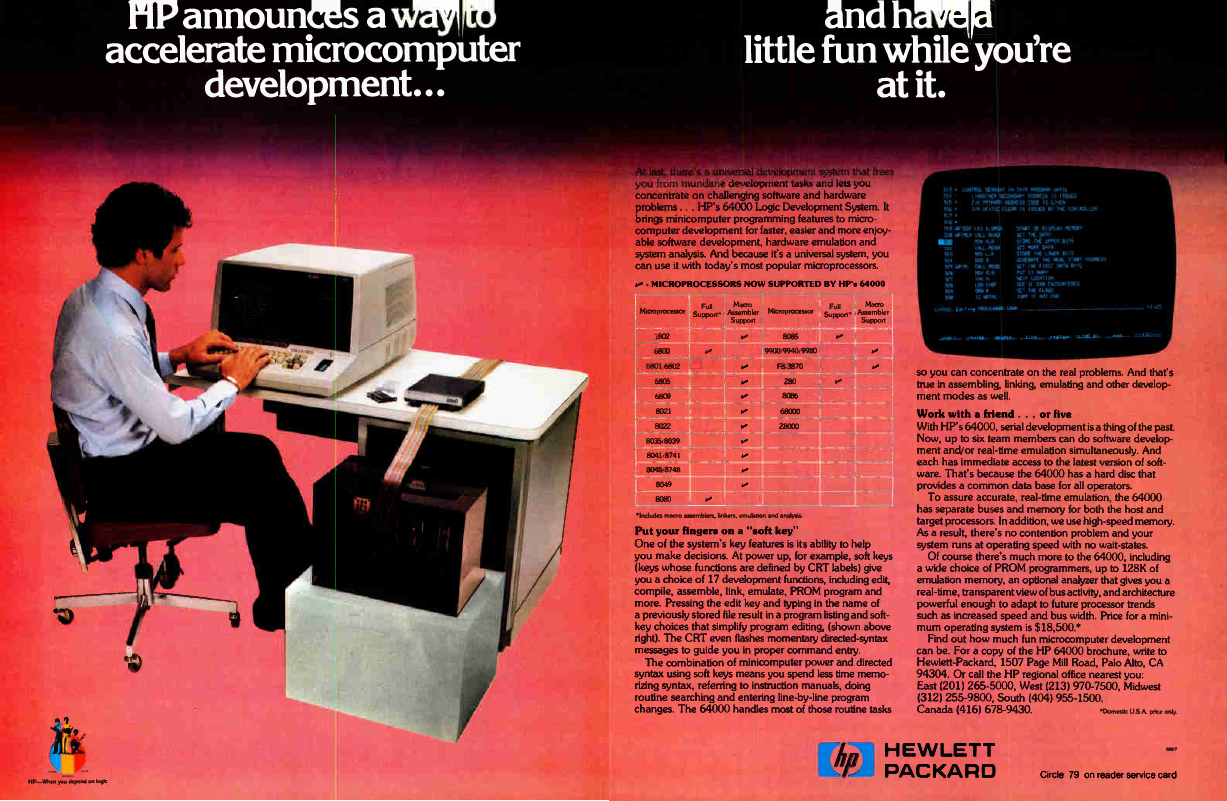 HP announces a way to
accelerate microcomputer
development...
and have a
little fun while you're
at it.
At last, there's a universal development system that frees
you from mundane development tasks and lets you
concentrate on challenging software and hardware
problems . . . HP's 64000 Logic Development System. It
brings minicomputer programming features to micro-
computer development for faster, easier and more enjoy-
able software development, hardware emulation and
system analysis. And because it's a universal system, you
can use it with today's most popular microprocessors.
✓ - MICROPROCESSORS NOW SUPPORTED BY HP's 64000
Microprocessor Full Support* Macro Assembler Support Microprocessor Full Support* Macro Assembler Support
1802 ✓ 8085 ✓
6800 ✓ 9900/9940/9980 ✓
6801/6802 ✓ F8/3870 ✓
6805 ✓ Z80 ✓
6809 ✓ 8086
8021 ✓ 68000
8022 ✓ Z8000
8035/8039 ✓
8041-8741 ✓
8048-8748 ✓
8049 ✓
8080 ✓
*Includes macro assemblers, linkers, emulation and analysis.
Put your fingers on a "soft key"
One of the system's key features is its ability to help
you make decisions. At power up, for example, soft keys
(keys whose functions are defined by CRT labels) give
you a choice of 17 development functions, including edit,
compile, assemble, link, emulate, PROM program and
more. Pressing the edit key and typing in the name of
a previously stored file result in a program listing and soft-
key choices that simplify program editing, (shown above
right). The CRT even flashes momentary directed-syntax
messages to guide you in proper command entry.
The combination of minicomputer power and directed
syntax using soft keys means you spend less time memo-
rizing syntax, referring to instruction manuals, doing
routine searching and entering line-by-line program
changes. The 64000 handles most of those routine tasks
so you can concentrate on the real problems. And that's
true in assembling, linking, emulating and other develop-
ment modes as well.
Work with a friend . . . or five
With HP's 64000, serial development is a thing of the past.
Now, up to six team members can do software develop-
ment and/or real-time emulation simultaneously. And
each has immediate access to the latest version of soft-
ware. That's because the 64000 has a hard disc that
provides a common data base for all operators.
To assure accurate, real-time emulation, the 64000
has separate buses and memory for both the host and
target processors. In addition, we use high-speed memory.
As a result, there's no contention problem and your
system runs at operating speed with no wait-states.
Of course there's much more to the 64000, including
a wide choice of PROM programmers, up to 128K of
emulation memory, an optional analyzer that gives you a
real-time, transparent view of bus activity, and architecture
powerful enough to adapt to future processor trends
such as increased speed and bus width. Price for a mini-
mum operating system is $18,500.*
Find out how much fun microcomputer development
can be. For a copy of the HP 64000 brochure, write to
Hewlett-Packard, 1507 Page Mill Road, Palo Alto, CA
94304. Or call the HP regional office nearest you:
East (201) 265-5000, West (213) 970-7500, Midwest
(312) 255-9800, South (404) 955-1500,
Canada (416) 678-9430.
*Domestic U.S.A. price only.
HP—When you depend on logic
hp HEWLETT
PACKARD
Circle 79 on reader service card